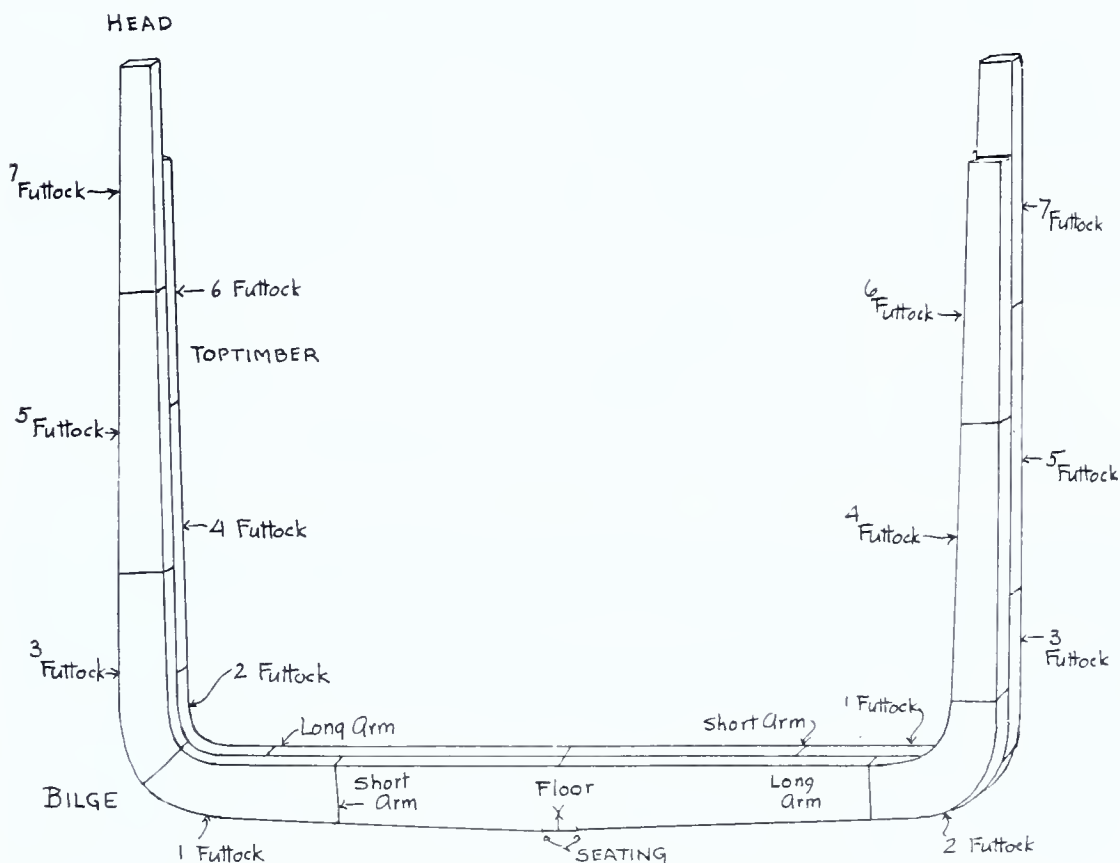 HEAD
7
Futtock
7
Futtock
6 Futtock
6
Futtock
TOPTIMBER
5
Futtock
5
Futtock
4 Futtock
4
Futtock
3
Futtock
3
Futtock
2 Futtock
1 Futtock
Long Arm
Short Arm
BILGE
Short
Arm
Floor
Long
Arm
1 Futtock
SEATING
2 Futtock